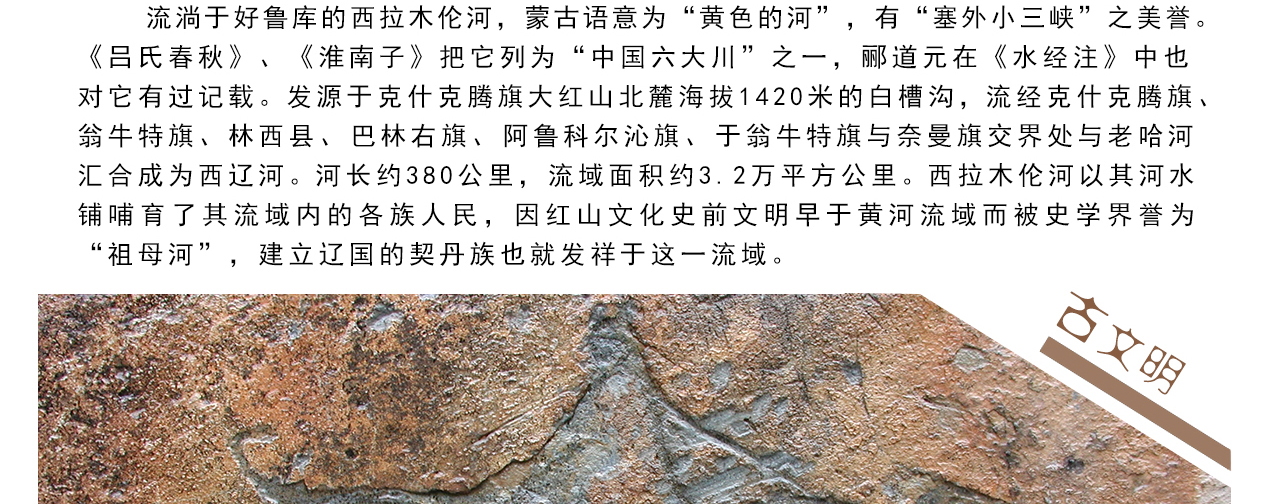 流淌于好鲁库的西拉木伦河，蒙古语意为“黄色的河”，有“塞外小三峡”之美誉。
《吕氏春秋》、《淮南子》把它列为“中国六大川”之一，郦道元在《水经注》中也
对它有过记载。发源于克什克腾旗大红山北麓海拔1420米的白槽沟，流经克什克腾旗、
翁牛特旗、林西县、巴林右旗、阿鲁科尔沁旗、于翁牛特旗与奈曼旗交界处与老哈河
汇合成为西辽河。河长约380公里，流域面积约3.2万平方公里。西拉木伦河以其河水
铺哺育了其流域内的各族人民，因红山文化史前文明早于黄河流域而被史学界誉为
“祖母河”，建立辽国的契丹族也就发祥于这一流域。
古文明